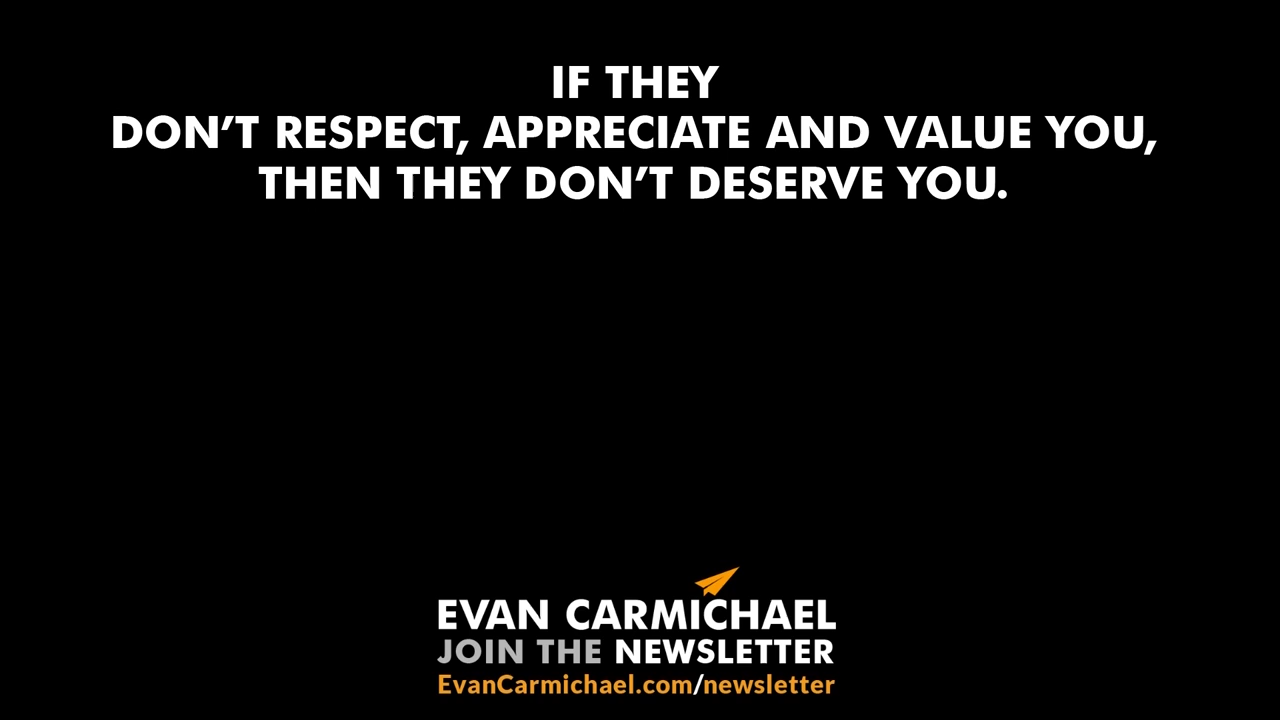 IF THEY
DON’T RESPECT, APPRECIATE AND VALUE YOU,
THEN THEY DON’T DESERVE YOU.
EVAN CARMICHAEL
JOIN THE NEWSLETTER
EvanCarmichael.com/newsletter